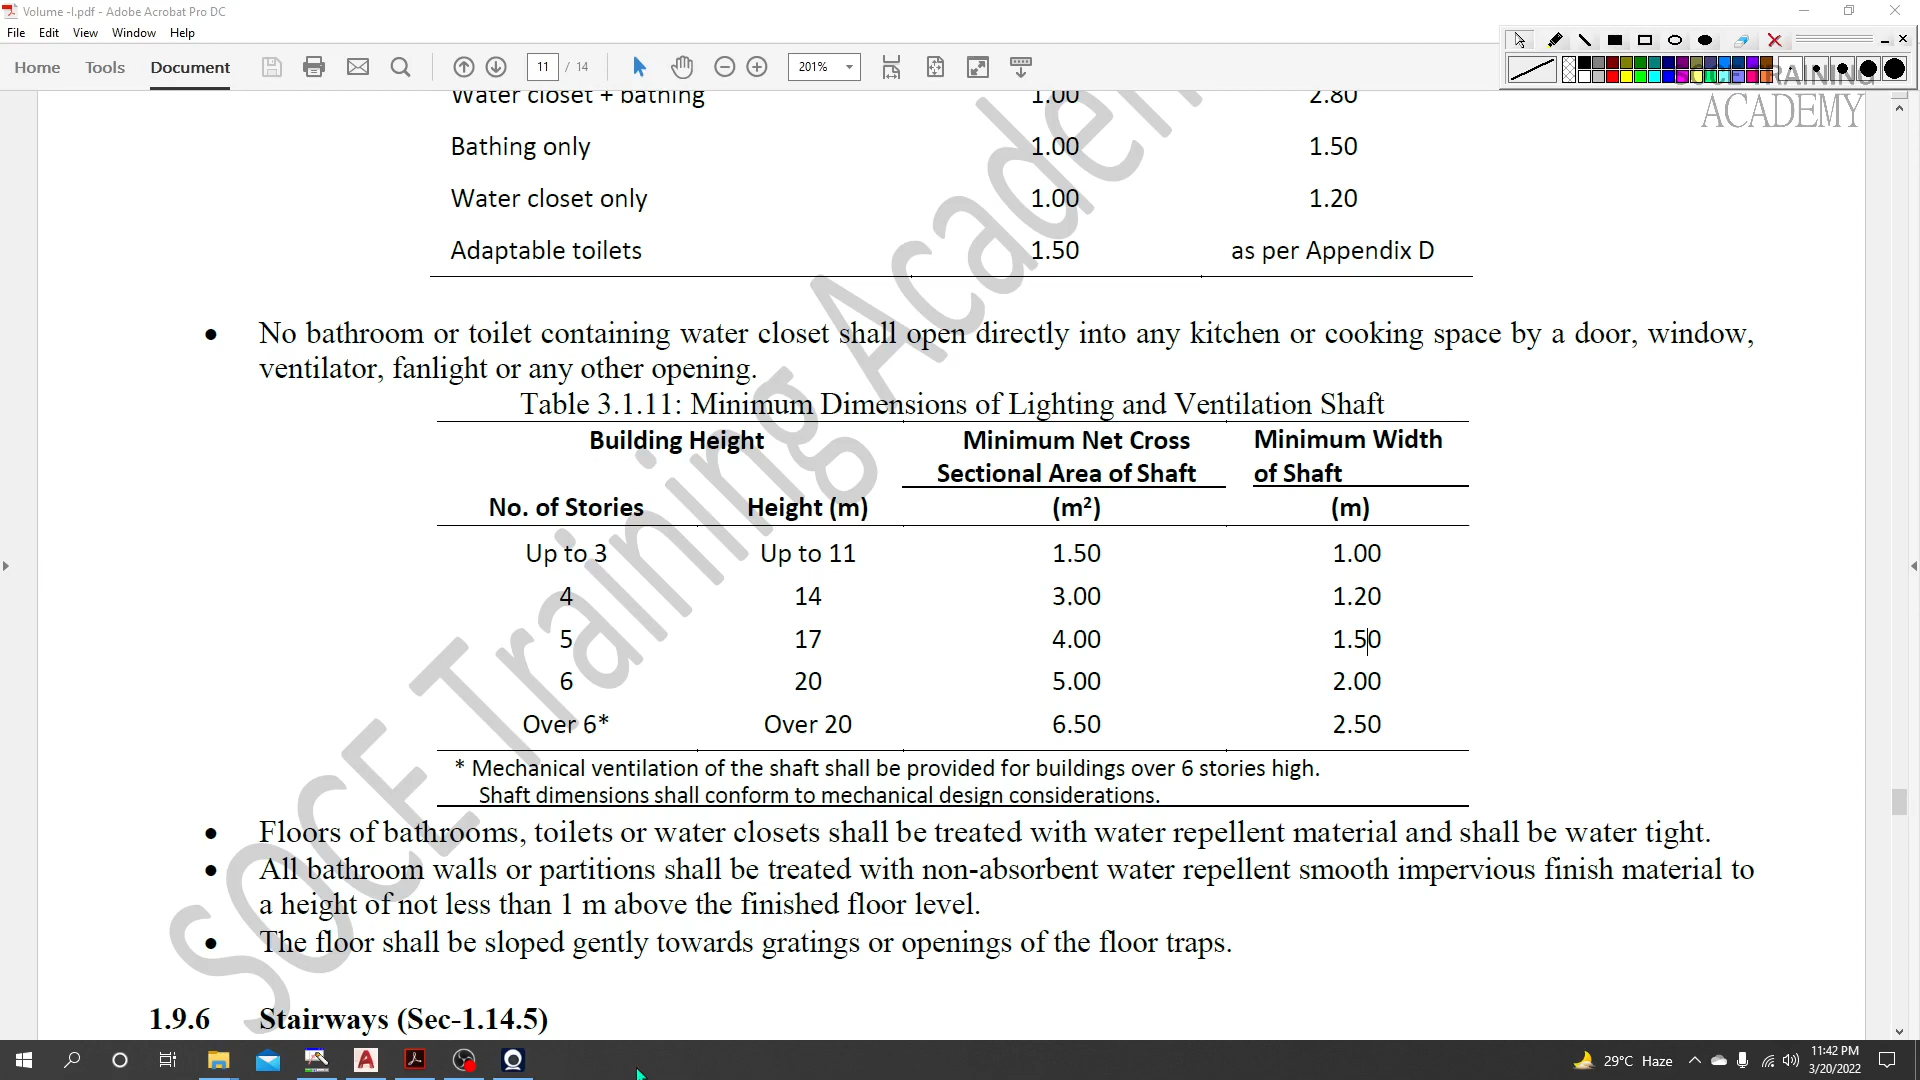 Volume -I.pdf - Adobe Acrobat Pro DC
File Edit View Window Help
Home Tools Document 11 / 14 201%
SOCE TRAINING
ACADEMY
Water closet + bathing 1.00 2.80
Bathing only 1.00 1.50
Water closet only 1.00 1.20
Adaptable toilets 1.50 as per Appendix D
• No bathroom or toilet containing water closet shall open directly into any kitchen or cooking space by a door, window,
ventilator, fanlight or any other opening.
Table 3.1.11: Minimum Dimensions of Lighting and Ventilation Shaft
Building Height Minimum Net Cross Minimum Width
Sectional Area of Shaft of Shaft
No. of Stories Height (m) (m²) (m)
Up to 3 Up to 11 1.50 1.00
4 14 3.00 1.20
5 17 4.00 1.50
6 20 5.00 2.00
Over 6* Over 20 6.50 2.50
* Mechanical ventilation of the shaft shall be provided for buildings over 6 stories high.
Shaft dimensions shall conform to mechanical design considerations.
• Floors of bathrooms, toilets or water closets shall be treated with water repellent material and shall be water tight.
• All bathroom walls or partitions shall be treated with non-absorbent water repellent smooth impervious finish material to
a height of not less than 1 m above the finished floor level.
• The floor shall be sloped gently towards gratings or openings of the floor traps.
1.9.6 Stairways (Sec-1.14.5)
SOCE Training Academ
29°C Haze 11:42 PM
3/20/2022